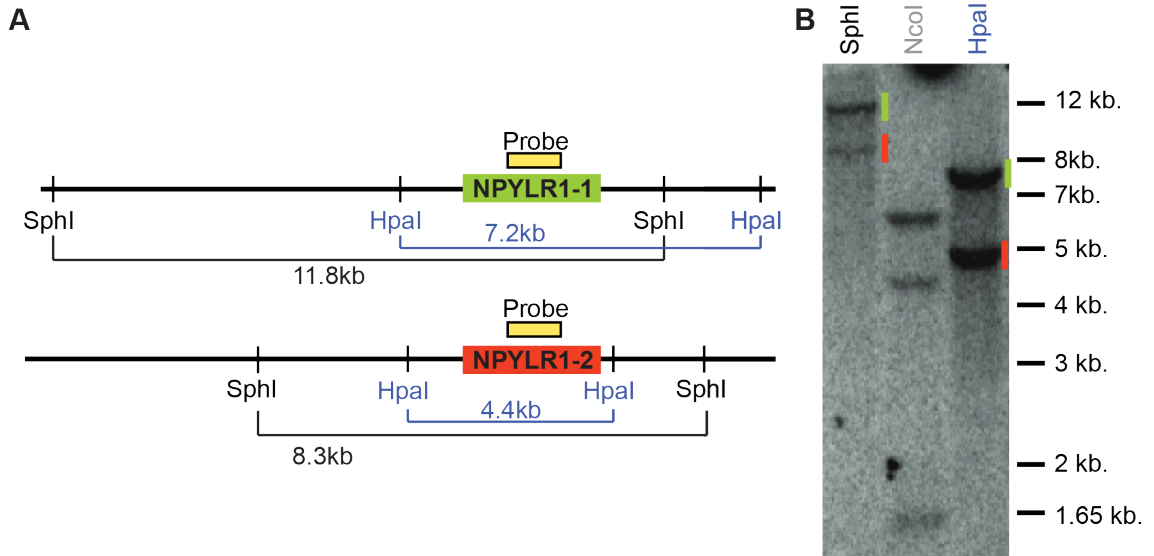 A
Probe
NPYLR1-1
SphI HpaI SphI HpaI
7.2kb
11.8kb
Probe
NPYLR1-2
SphI HpaI HpaI SphI
4.4kb
8.3kb
B
SphI NcoI HpaI
12 kb.
8kb.
7kb.
5 kb.
4 kb.
3 kb.
2 kb.
1.65 kb.